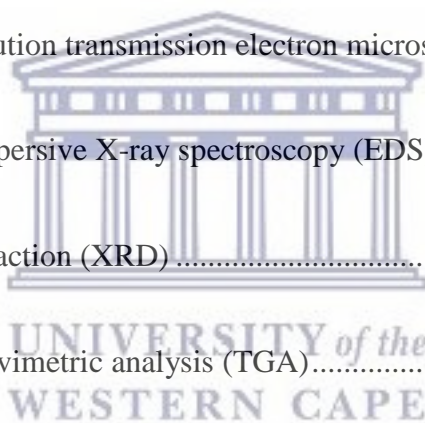 ution transmission electron micros
persive X-ray spectroscopy (EDS
action (XRD) ................................
UNIVERSITY of the
vimetric analysis (TGA)..............
WESTERN CAPE